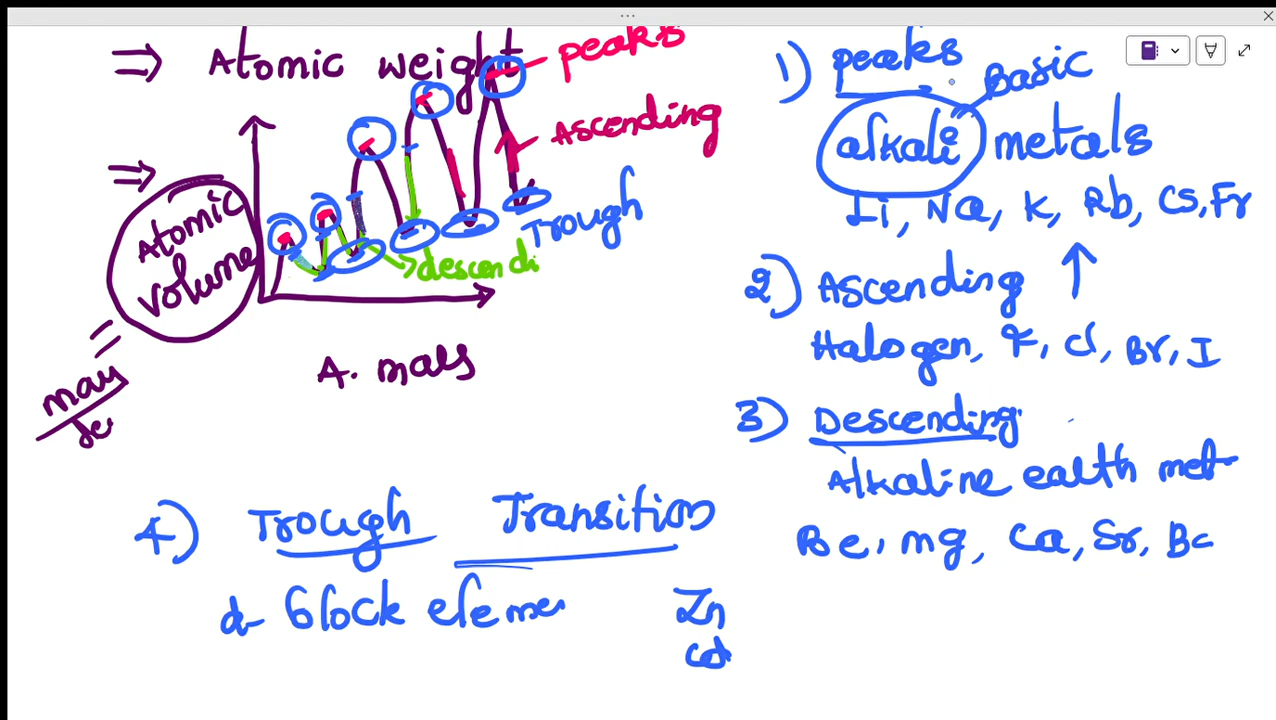 ⇒ Atomic weight
peaks
Ascending
Trough
descendi
⇒ Atomic
volume
A. mass
may
de
1) peaks
Basic
alkali metals
Li, Na, K, Rb, Cs, Fr
2) Ascending ↑
Halogen, F, Cl, Br, I
3) Descending
Alkaline earth met
Be, mg, Ca, Sr, Ba
4) Trough Transition
d- block eleme
Zn